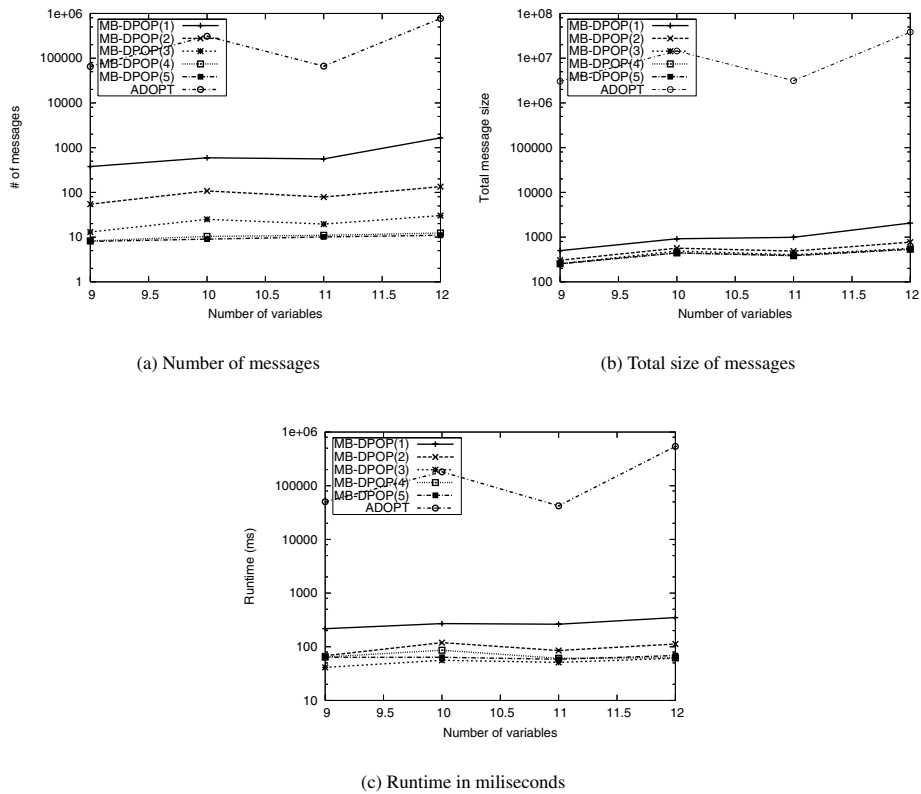 1e+06
100000
10000
1000
100
10
1
# of messages
MB-DPOP(1)
MB-DPOP(2)
MB-DPOP(3)
MB-DPOP(4)
MB-DPOP(5)
ADOPT
9 9.5 10 10.5 11 11.5 12
Number of variables
(a) Number of messages
1e+08
1e+07
1e+06
100000
10000
1000
100
Total message size
MB-DPOP(1)
MB-DPOP(2)
MB-DPOP(3)
MB-DPOP(4)
MB-DPOP(5)
ADOPT
9 9.5 10 10.5 11 11.5 12
Number of variables
(b) Total size of messages
1e+06
100000
10000
1000
100
10
Runtime (ms)
MB-DPOP(1)
MB-DPOP(2)
MB-DPOP(3)
MB-DPOP(4)
MB-DPOP(5)
ADOPT
9 9.5 10 10.5 11 11.5 12
Number of variables
(c) Runtime in miliseconds